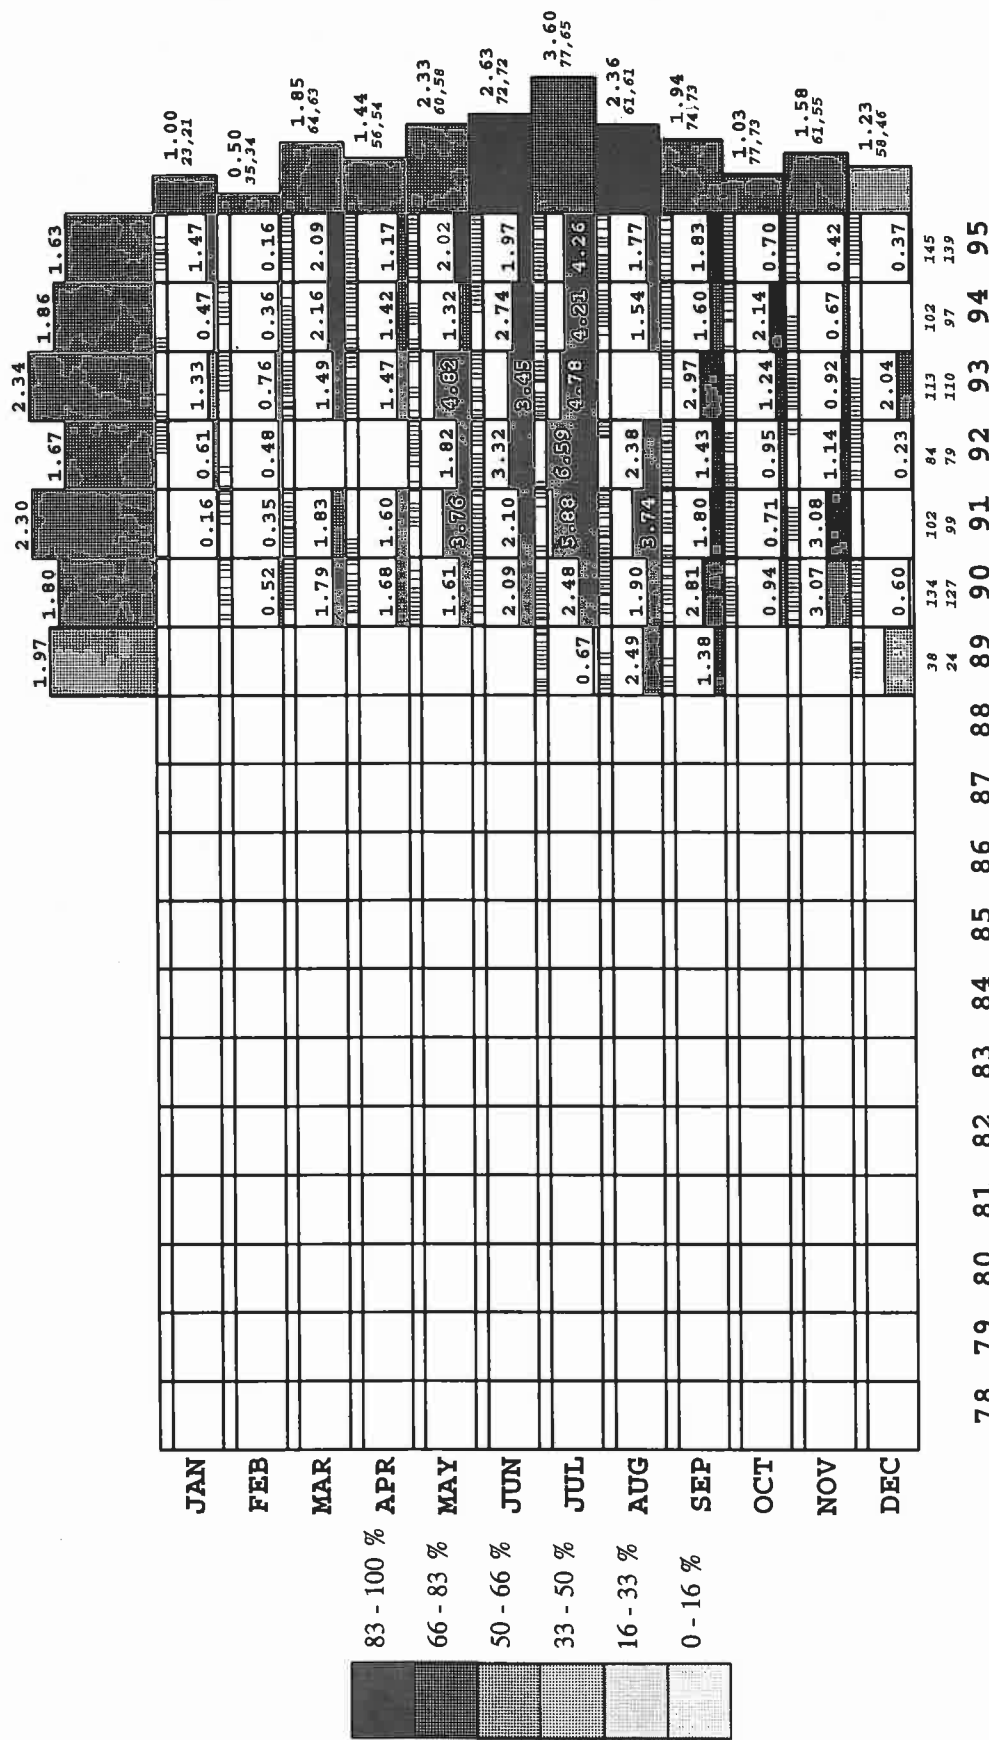 2.34
2.30
1.97 1.80 1.67 1.86 1.63
JAN 0.16 0.61 1.33 0.47 1.47 1.00
23,21
FEB 0.52 0.35 0.48 0.76 0.36 0.16 0.50
35,34
MAR 1.79 1.83 1.49 2.16 2.09 1.85
64,63
APR 1.68 1.60 1.47 1.42 1.17 1.44
56,54
MAY 1.61 3.76 1.82 4.82 1.32 2.02 2.33
60,58
JUN 2.09 2.10 3.32 3.45 2.74 1.97 2.63
72,72
JUL 0.67 2.48 5.88 6.59 4.78 4.21 4.26 3.60
77,65
AUG 2.49 1.90 3.74 2.38 1.54 1.77 2.36
61,61
SEP 1.38 2.81 1.80 1.43 2.97 1.60 1.83 1.94
74,73
OCT 0.94 0.71 0.95 1.24 2.14 0.70 1.03
77,73
NOV 3.07 3.08 1.14 0.92 0.67 0.42 1.58
61,55
DEC 0.60 0.23 2.04 0.37 1.23
58,46
38 134 102 84 113 102 145
24 127 99 79 110 97 139
78 79 80 81 82 83 84 85 86 87 88 89 90 91 92 93 94 95
83 - 100 %
66 - 83 %
50 - 66 %
33 - 50 %
16 - 33 %
0 - 16 %